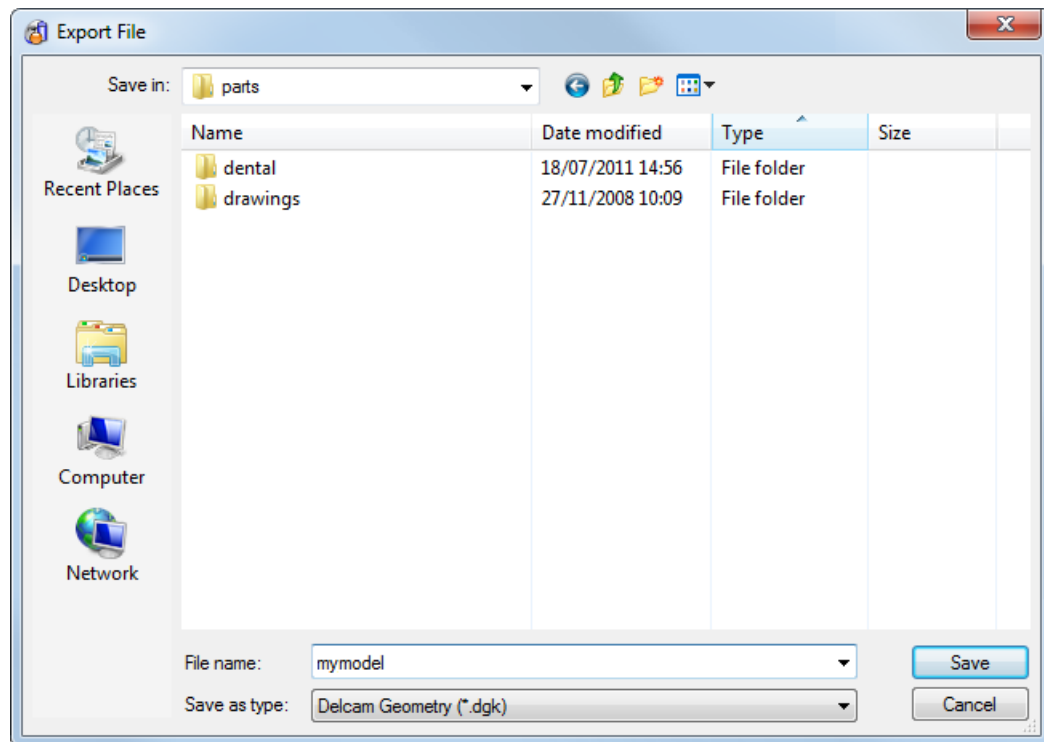 Export File
Save in: parts
Name Date modified Type Size
dental 18/07/2011 14:56 File folder
drawings 27/11/2008 10:09 File folder
Recent Places
Desktop
Libraries
Computer
Network
File name: mymodel Save
Save as type: Delcam Geometry (*.dgk) Cancel